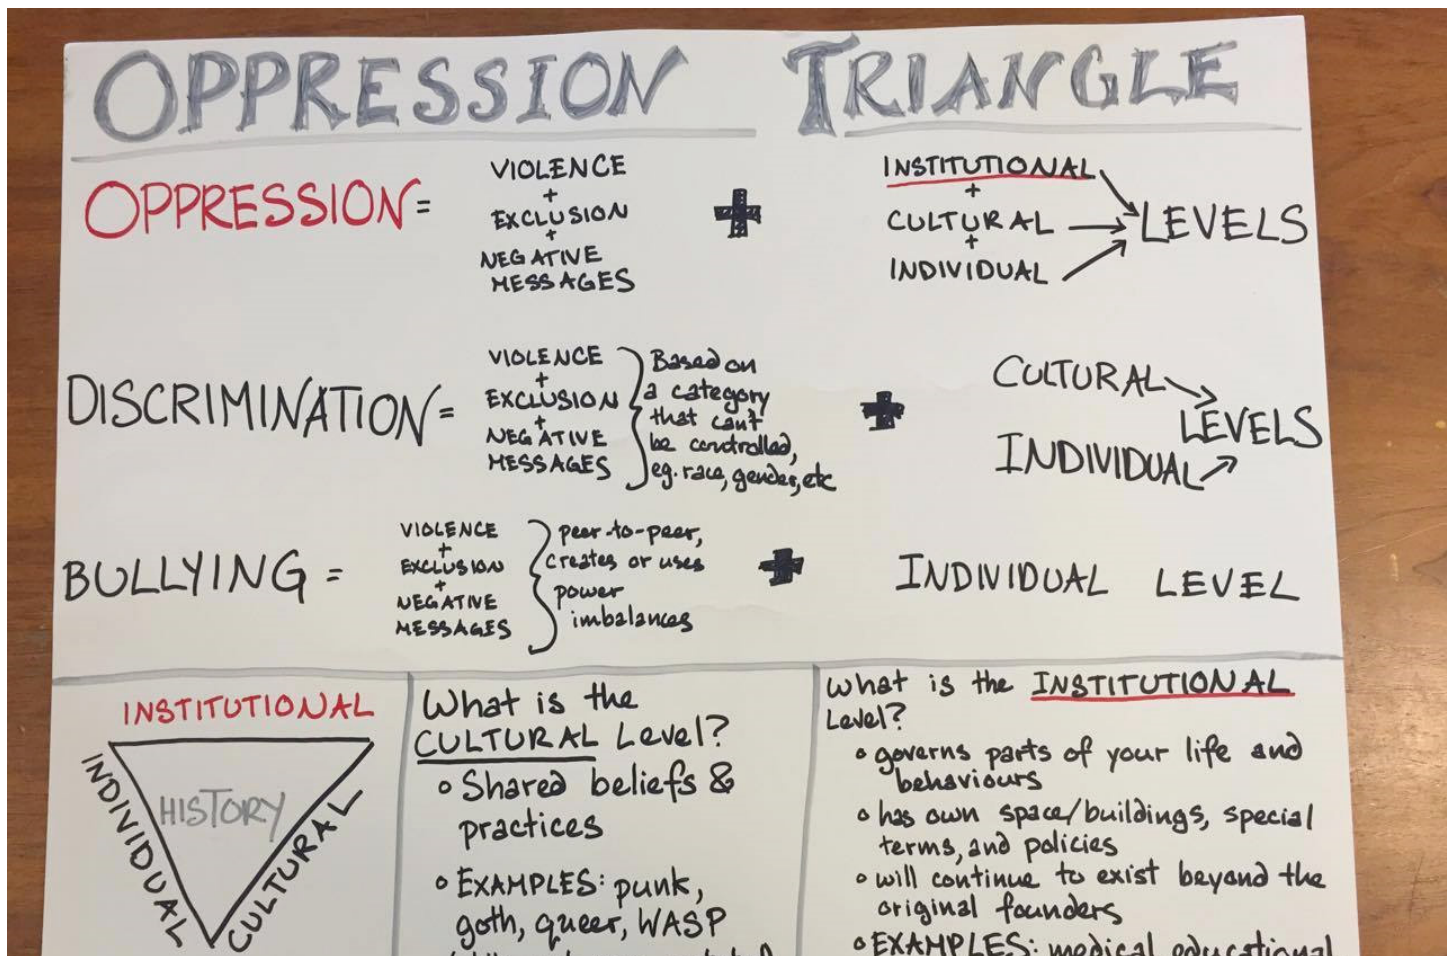 OPPRESSION TRIANGLE
OPPRESSION =
VIOLENCE
+
EXCLUSION
+
NEGATIVE
MESSAGES
+
INSTITUTIONAL
+
CULTURAL
+
INDIVIDUAL
LEVELS
DISCRIMINATION =
VIOLENCE
+
EXCLUSION
+
NEGATIVE
MESSAGES
Based on
a category
that can't
be controlled,
eg. race, gender, etc
+
CULTURAL
INDIVIDUAL
LEVELS
BULLYING =
VIOLENCE
+
EXCLUSION
+
NEGATIVE
MESSAGES
peer-to-peer,
creates or uses
power
imbalances
+
INDIVIDUAL LEVEL
INSTITUTIONAL
INDIVIDUAL
HISTORY
CULTURAL
What is the
CULTURAL Level?
• Shared beliefs &
practices
• EXAMPLES: punk,
goth, queer, WASP
What is the INSTITUTIONAL
Level?
• governs parts of your life and
behaviours
• has own space/buildings, special
terms, and policies
• will continue to exist beyond the
original founders
• EXAMPLES: medical, educational